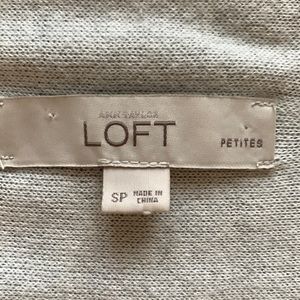 ANN TAYLOR
LOFT
PETITES
SP
MADE IN
CHINA